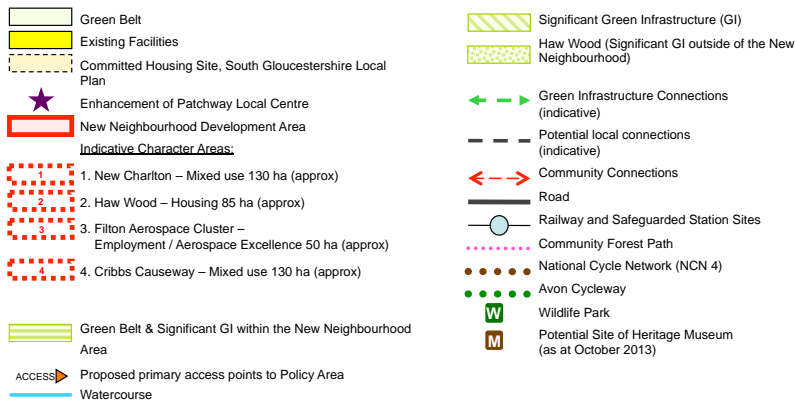 Green Belt
Existing Facilities
Committed Housing Site, South Gloucestershire Local
Plan
Enhancement of Patchway Local Centre
New Neighbourhood Development Area
Indicative Character Areas:
1
1. New Charlton – Mixed use 130 ha (approx)
2
2. Haw Wood – Housing 85 ha (approx)
3
3. Filton Aerospace Cluster –
Employment / Aerospace Excellence 50 ha (approx)
4
4. Cribbs Causeway – Mixed use 130 ha (approx)
Green Belt & Significant GI within the New Neighbourhood
Area
ACCESS
Proposed primary access points to Policy Area
Watercourse
Significant Green Infrastructure (GI)
Haw Wood (Significant GI outside of the New
Neighbourhood)
Green Infrastructure Connections
(indicative)
Potential local connections
(indicative)
Community Connections
Road
Railway and Safeguarded Station Sites
Community Forest Path
National Cycle Network (NCN 4)
Avon Cycleway
W
Wildlife Park
M
Potential Site of Heritage Museum
(as at October 2013)